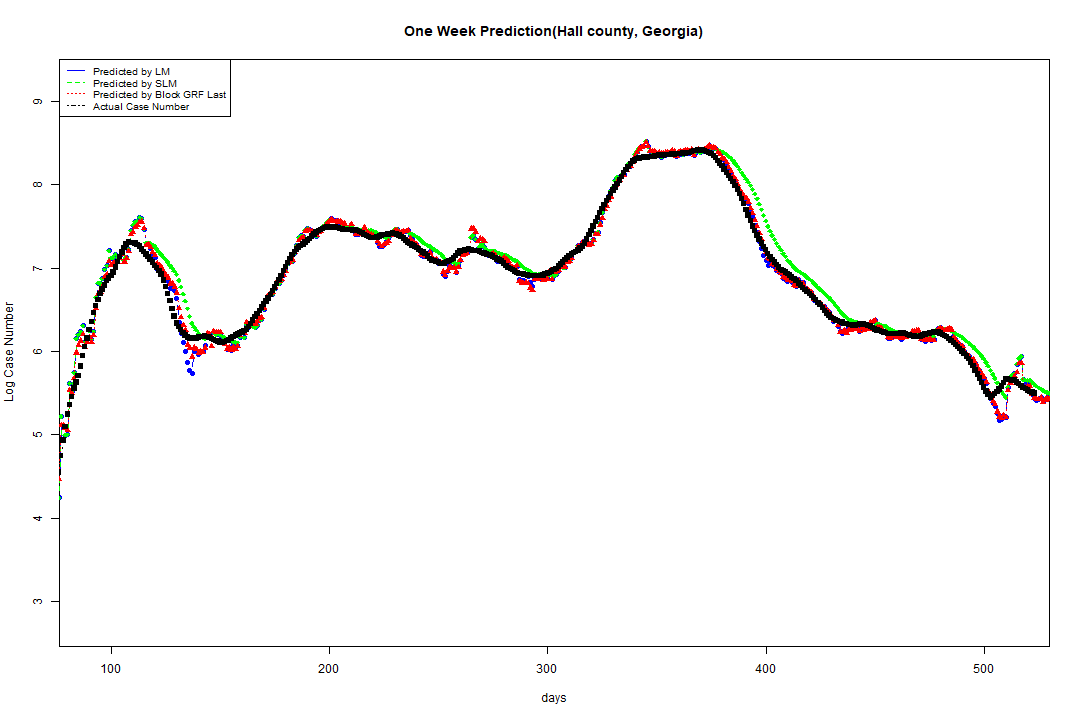 One Week Prediction(Hall county, Georgia)
Predicted by LM
Predicted by SLM
Predicted by Block GRF Last
Actual Case Number
9
8
7
6
5
4
3
Log Case Number
100 200 300 400 500
days